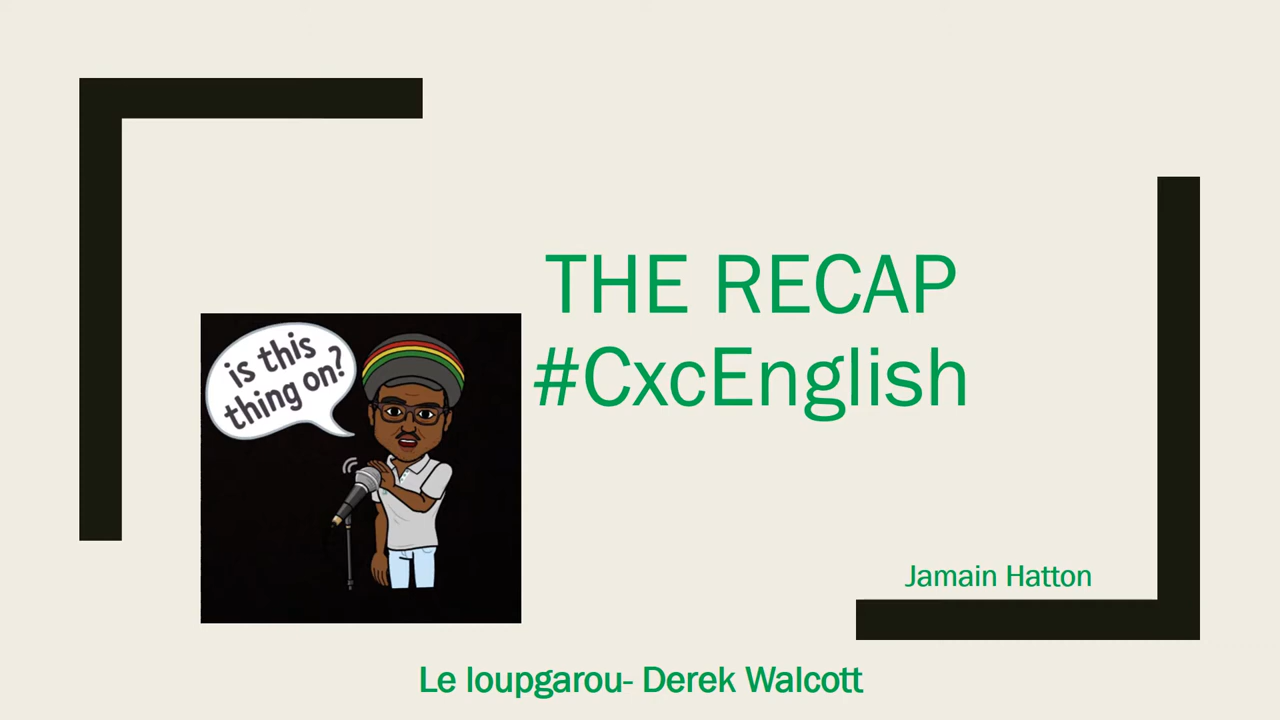 THE RECAP
#CxcEnglish
is this
thing on?
Jamain Hatton
Le loupgarou- Derek Walcott